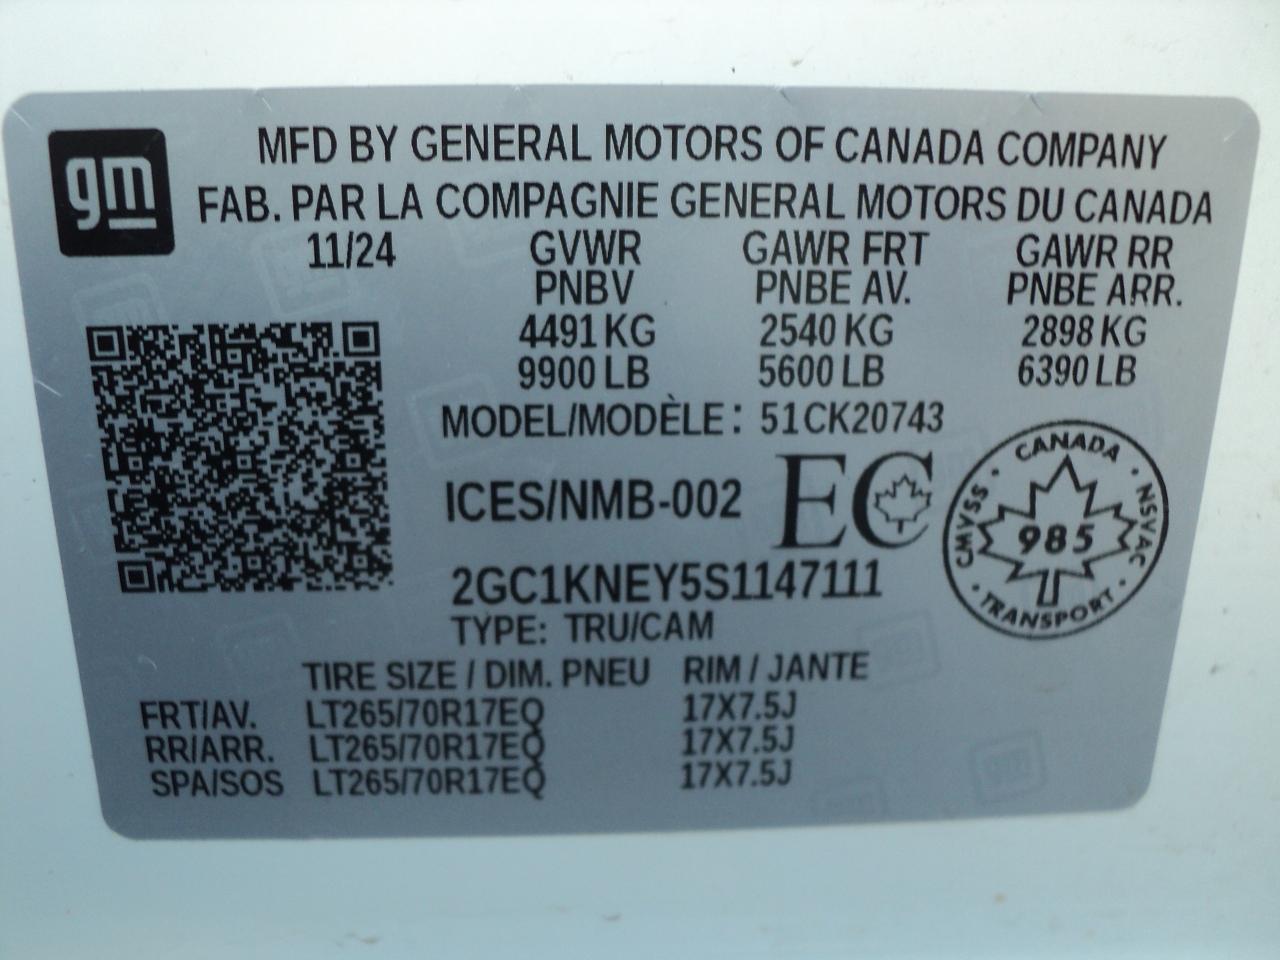 gm
MFD BY GENERAL MOTORS OF CANADA COMPANY
FAB. PAR LA COMPAGNIE GENERAL MOTORS DU CANADA
11/24 GVWR GAWR FRT GAWR RR
PNBV PNBE AV. PNBE ARR.
4491 KG 2540 KG 2898 KG
9900 LB 5600 LB 6390 LB
MODEL/MODÈLE: 51CK20743
ICES/NMB-002 EC
CANADA
CMVSS 985 NSVAC
TRANSPORT
2GC1KNEY5S1147111
TYPE: TRU/CAM
TIRE SIZE / DIM. PNEU RIM / JANTE
FRT/AV. LT265/70R17EQ 17X7.5J
RR/ARR. LT265/70R17EQ 17X7.5J
SPA/SOS LT265/70R17EQ 17X7.5J